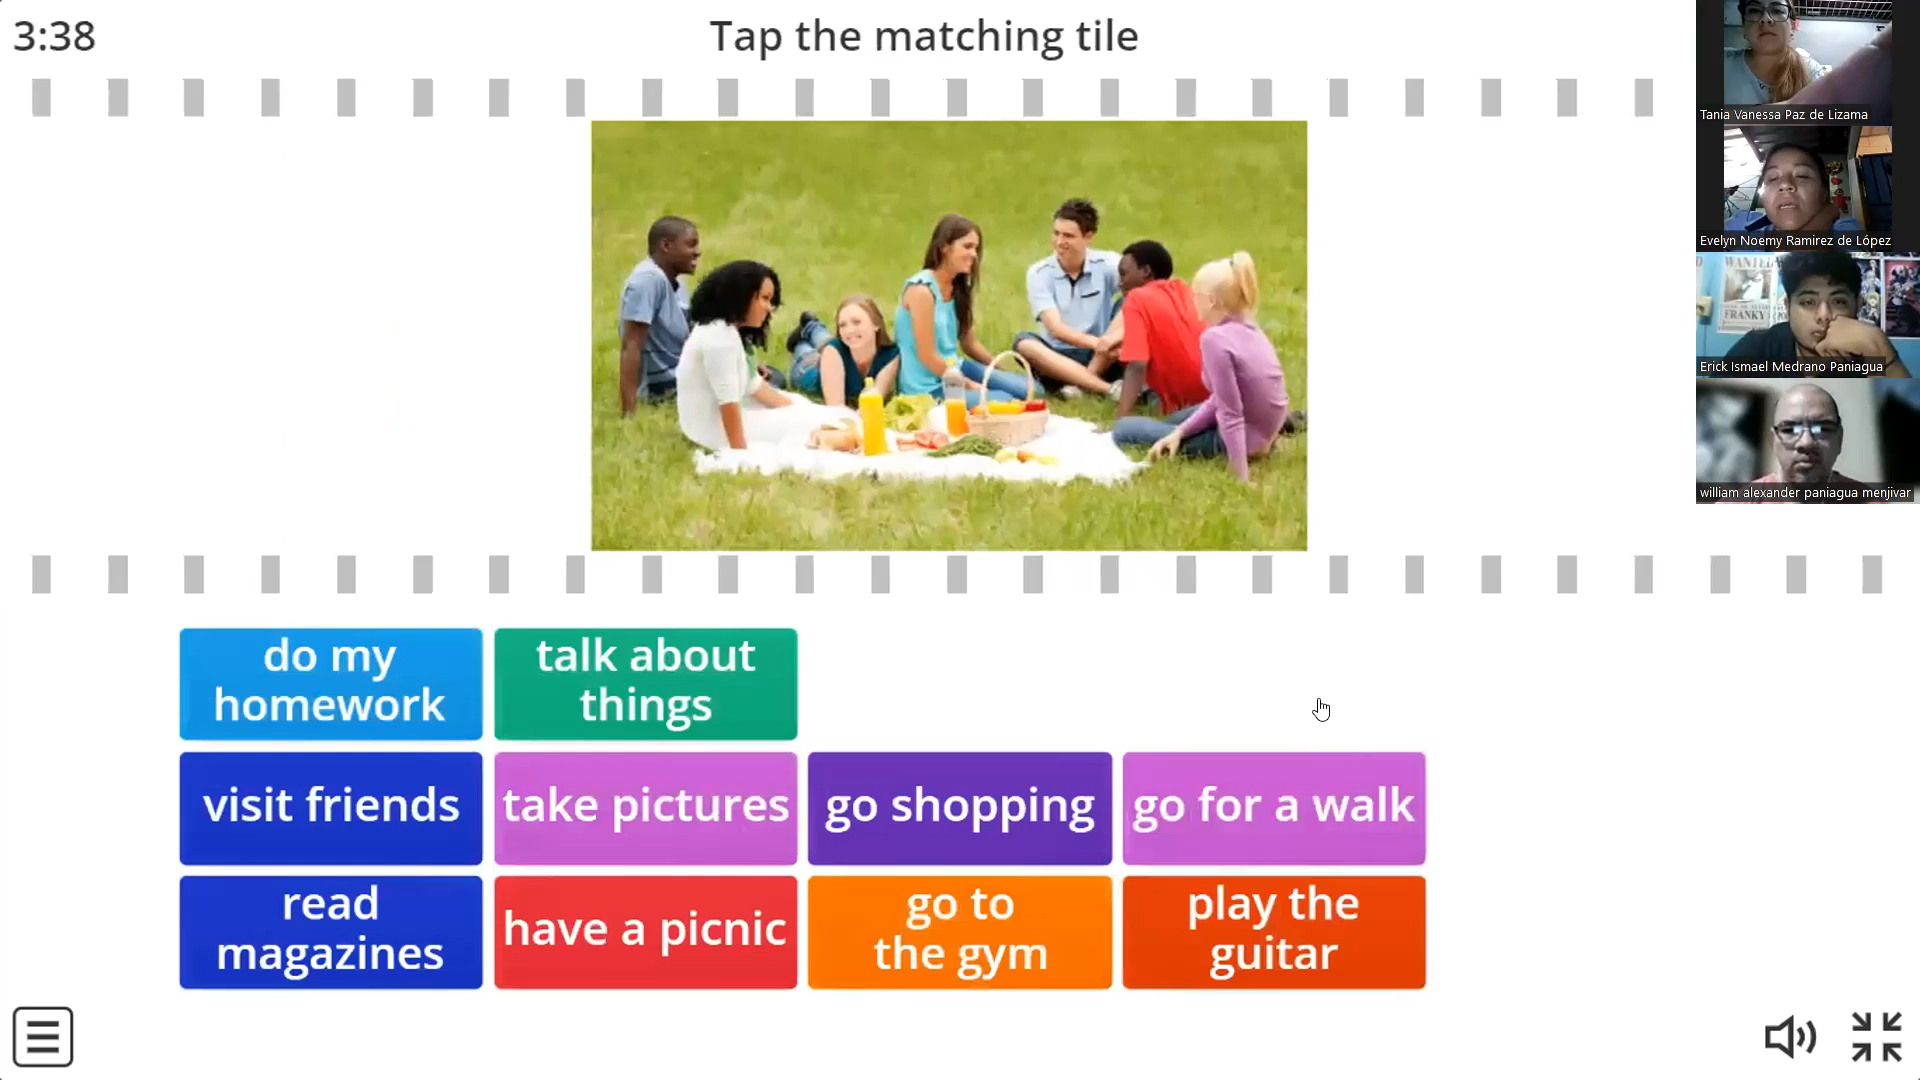 3:38
Tap the matching tile
Tania Vanessa Paz de Lizama
Evelyn Noemy Ramirez de López
WANTED
FRANKY
Erick Ismael Medrano Paniagua
william alexander paniagua menjivar
do my
homework
talk about
things
visit friends
take pictures
go shopping
go for a walk
read
magazines
have a picnic
go to
the gym
play the
guitar